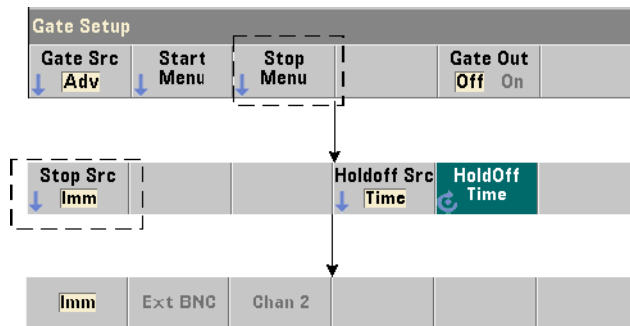 Gate Setup
Gate Src Start Stop Gate Out
Adv Menu Menu Off On
Stop Src Holdoff Src HoldOff
Imm Time Time
Imm Ext BNC Chan 2